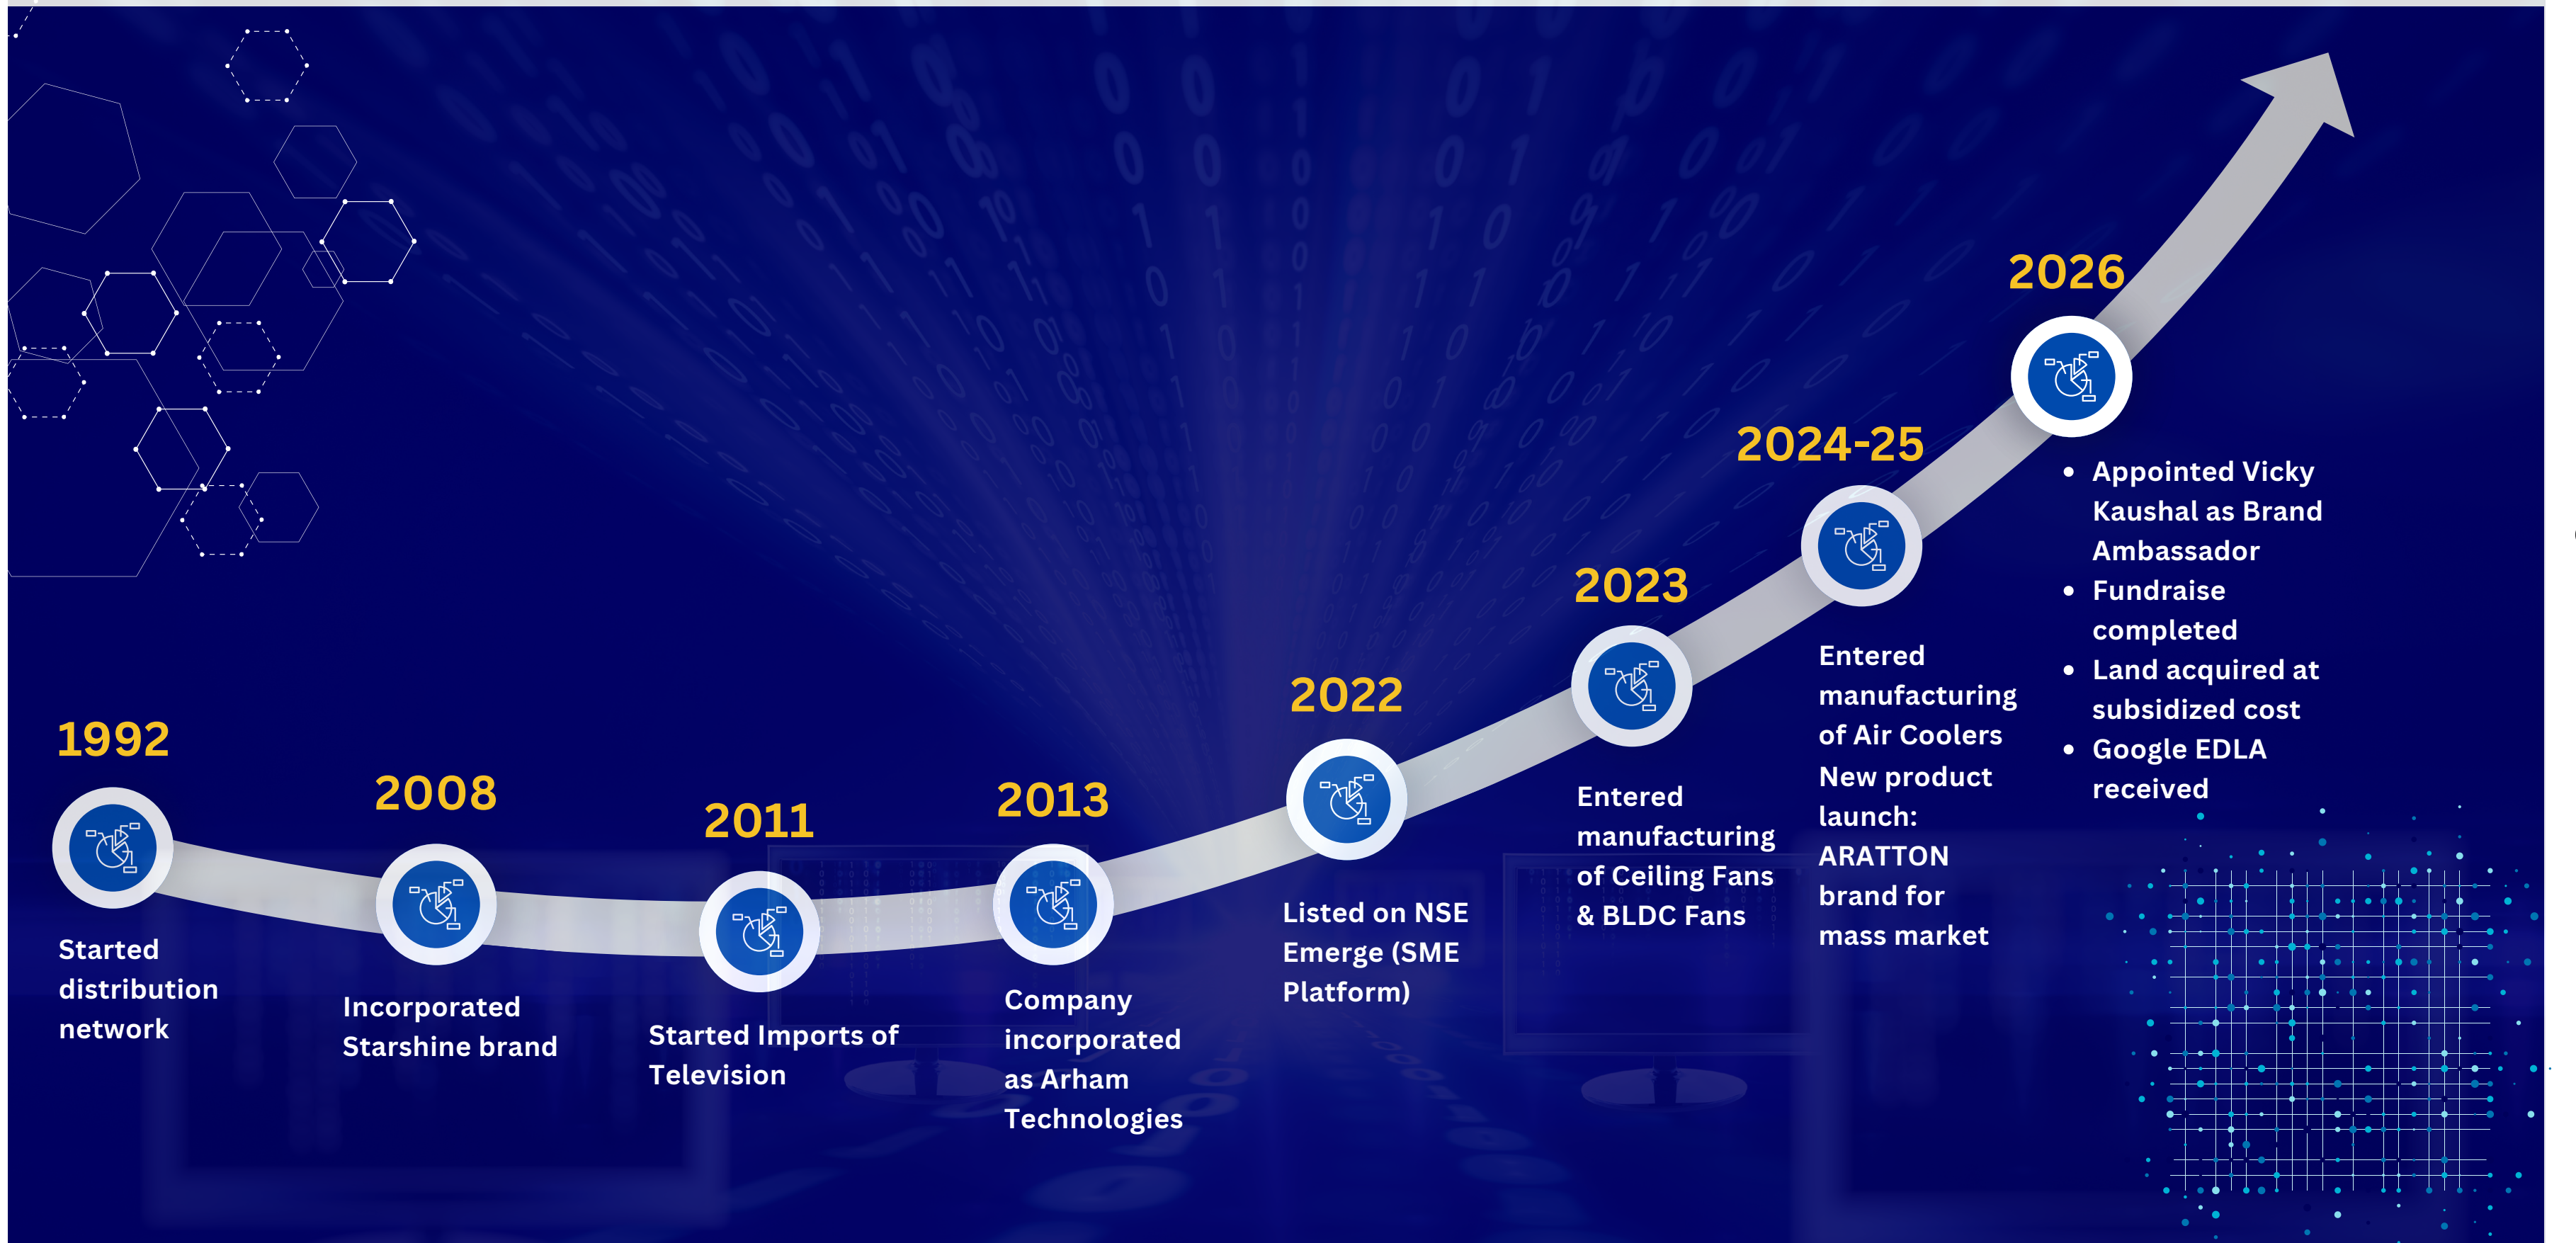 1992
Started
distribution
network
2008
Incorporated
Starshine brand
2011
Started Imports of
Television
2013
Company
incorporated
as Arham
Technologies
2022
Listed on NSE
Emerge (SME
Platform)
2023
Entered
manufacturing
of Ceiling Fans
& BLDC Fans
2024-25
Entered
manufacturing
of Air Coolers
New product
launch:
ARATTON
brand for
mass market
2026
• Appointed Vicky
Kaushal as Brand
Ambassador
• Fundraise
completed
• Land acquired at
subsidized cost
• Google EDLA
received